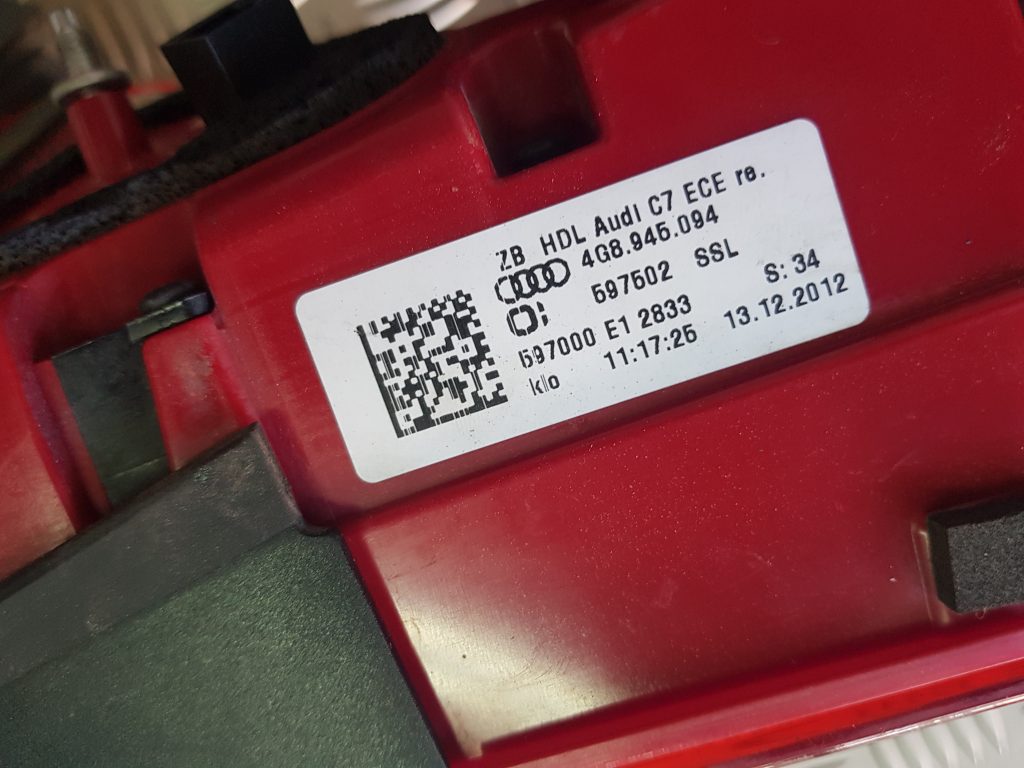 ZB HDL Audi C7 ECE re.
4G8.945.094
597502 SSL
597000 E1 2833 S: 34
klo 11:17:25 13.12.2012